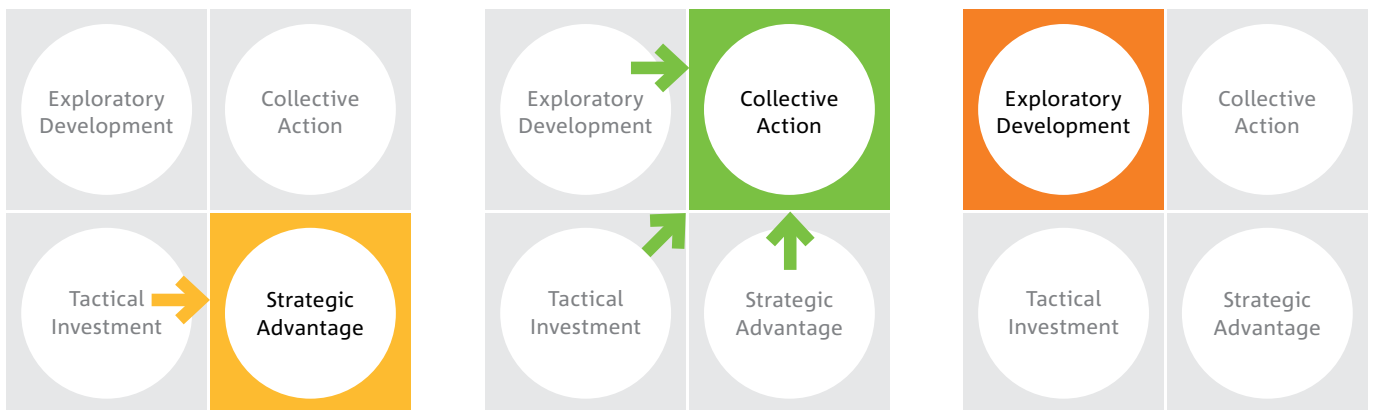 Exploratory
Development
Collective
Action
Tactical
Investment
Strategic
Advantage
Exploratory
Development
Collective
Action
Tactical
Investment
Strategic
Advantage
Exploratory
Development
Collective
Action
Tactical
Investment
Strategic
Advantage